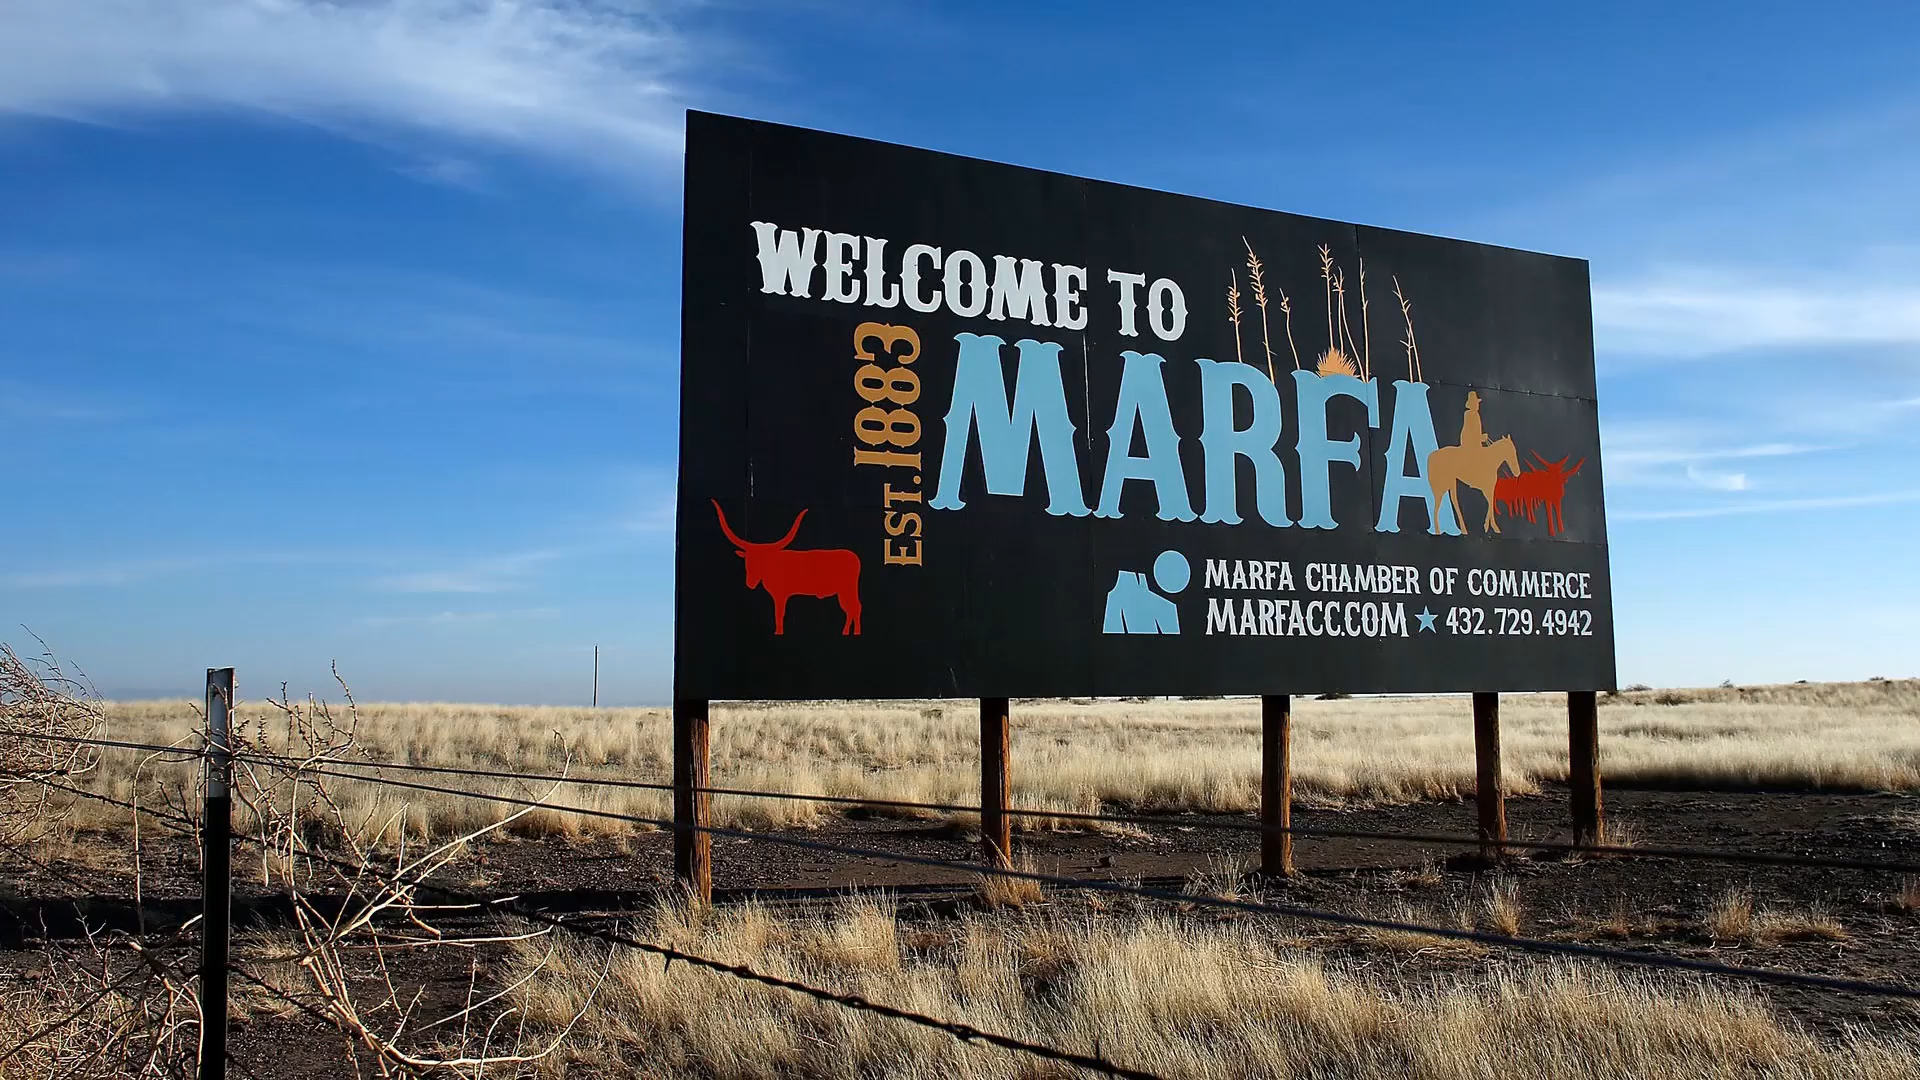 WELCOME TO
MARFA
EST. 1883
MARFA CHAMBER OF COMMERCE
MARFACC.COM ★ 432.729.4942